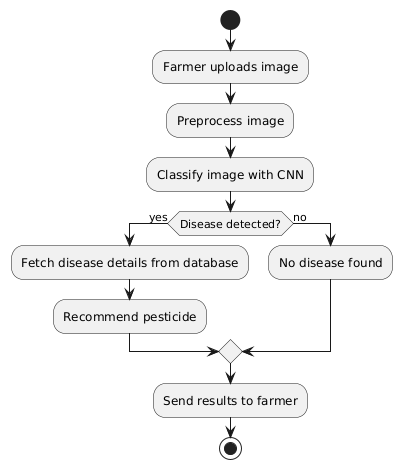 Farmer uploads image
Preprocess image
Classify image with CNN
yes
Disease detected?
no
Fetch disease details from database
No disease found
Recommend pesticide
Send results to farmer